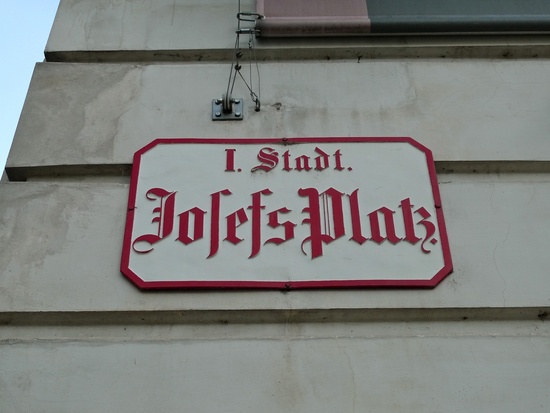 I. Stadt.
Josefs Platz.